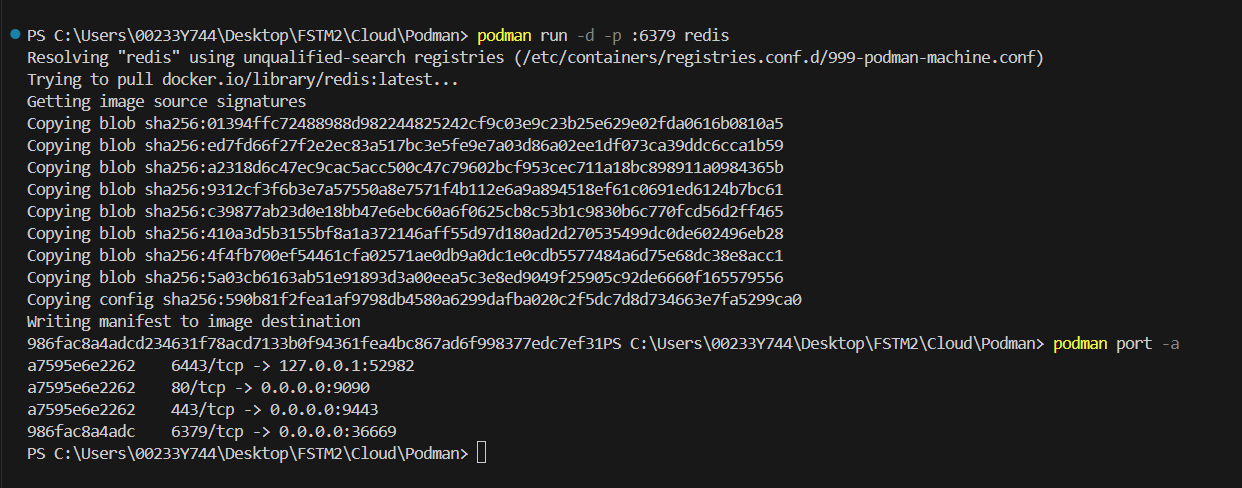 PS C:\Users\00233Y744\Desktop\FSTM2\Cloud\Podman> podman run -d -p :6379 redis
Resolving "redis" using unqualified-search registries (/etc/containers/registries.conf.d/999-podman-machine.conf)
Trying to pull docker.io/library/redis:latest...
Getting image source signatures
Copying blob sha256:01394ffc72488988d982244825242cf9c03e9c23b25e629e02fda0616b0810a5
Copying blob sha256:ed7fd66f27f2e2ec83a517bc3e5fe9e7a03d86a02ee1df073ca39ddc6cca1b59
Copying blob sha256:a2318d6c47ec9cac5acc500c47c79602bcf953cec711a18bc898911a0984365b
Copying blob sha256:9312cf3f6b3e7a57550a8e7571f4b112e6a9a894518ef61c0691ed6124b7bc61
Copying blob sha256:c39877ab23d0e18bb47e6ebc60a6f0625cb8c53b1c9830b6c770fcd56d2ff465
Copying blob sha256:410a3d5b3155bf8a1a372146aff55d97d180ad2d270535499dc0de602496eb28
Copying blob sha256:4f4fb700ef54461cfa02571ae0db9a0dc1e0cdb5577484a6d75e68dc38e8acc1
Copying blob sha256:5a03cb6163ab51e91893d3a00eea5c3e8ed9049f25905c92de6660f165579556
Copying config sha256:590b81f2fea1af9798db4580a6299dafba020c2f5dc7d8d734663e7fa5299ca0
Writing manifest to image destination
986fac8a4adcd234631f78acd7133b0f94361fea4bc867ad6f998377edc7ef31PS C:\Users\00233Y744\Desktop\FSTM2\Cloud\Podman> podman port -a
a7595e6e2262    6443/tcp -> 127.0.0.1:52982
a7595e6e2262    80/tcp -> 0.0.0.0:9090
a7595e6e2262    443/tcp -> 0.0.0.0:9443
986fac8a4adc    6379/tcp -> 0.0.0.0:36669
PS C:\Users\00233Y744\Desktop\FSTM2\Cloud\Podman>